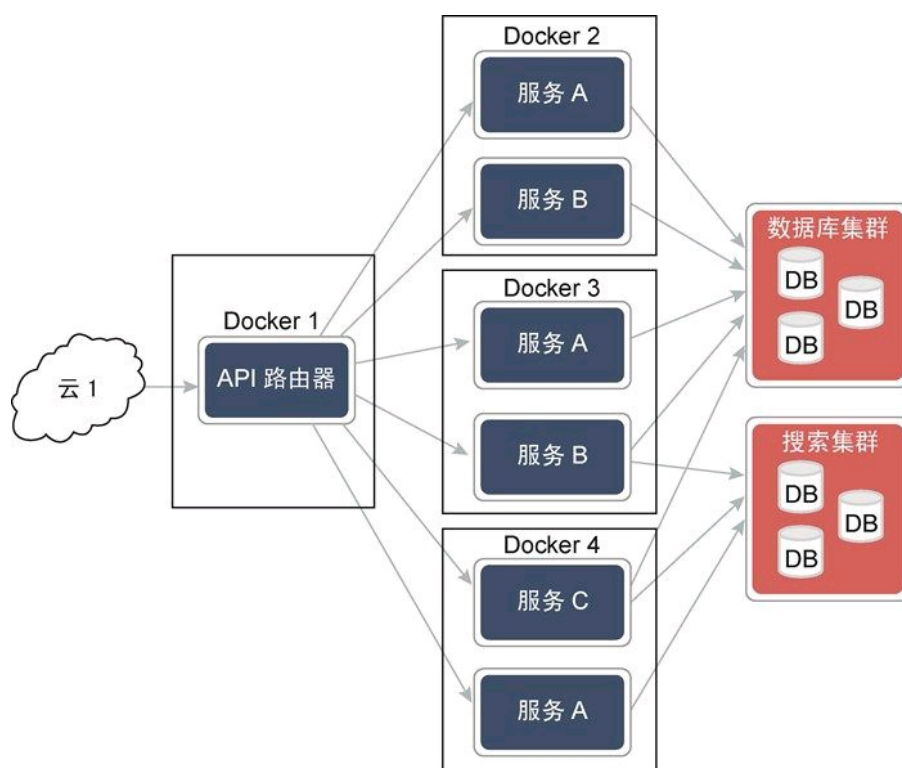 云 1
Docker 1
API 路由器
Docker 2
服务 A
服务 B
Docker 3
服务 A
服务 B
Docker 4
服务 C
服务 A
数据库集群
DB
DB
DB
搜索集群
DB
DB
DB